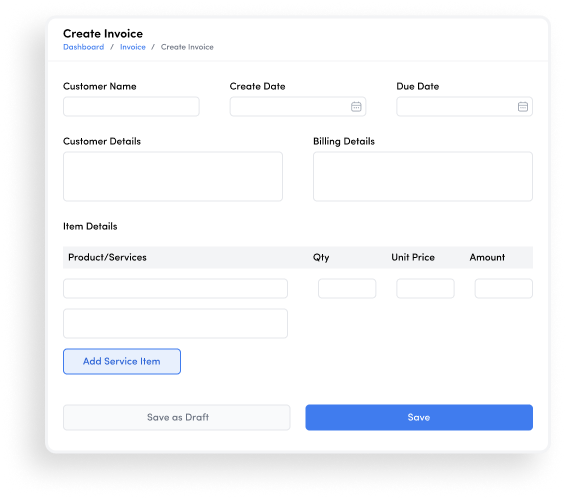 Create Invoice
Dashboard / Invoice / Create Invoice
Customer Name Create Date Due Date
Customer Details Billing Details
Item Details
Product/Services Qty Unit Price Amount
Add Service Item
Save as Draft Save